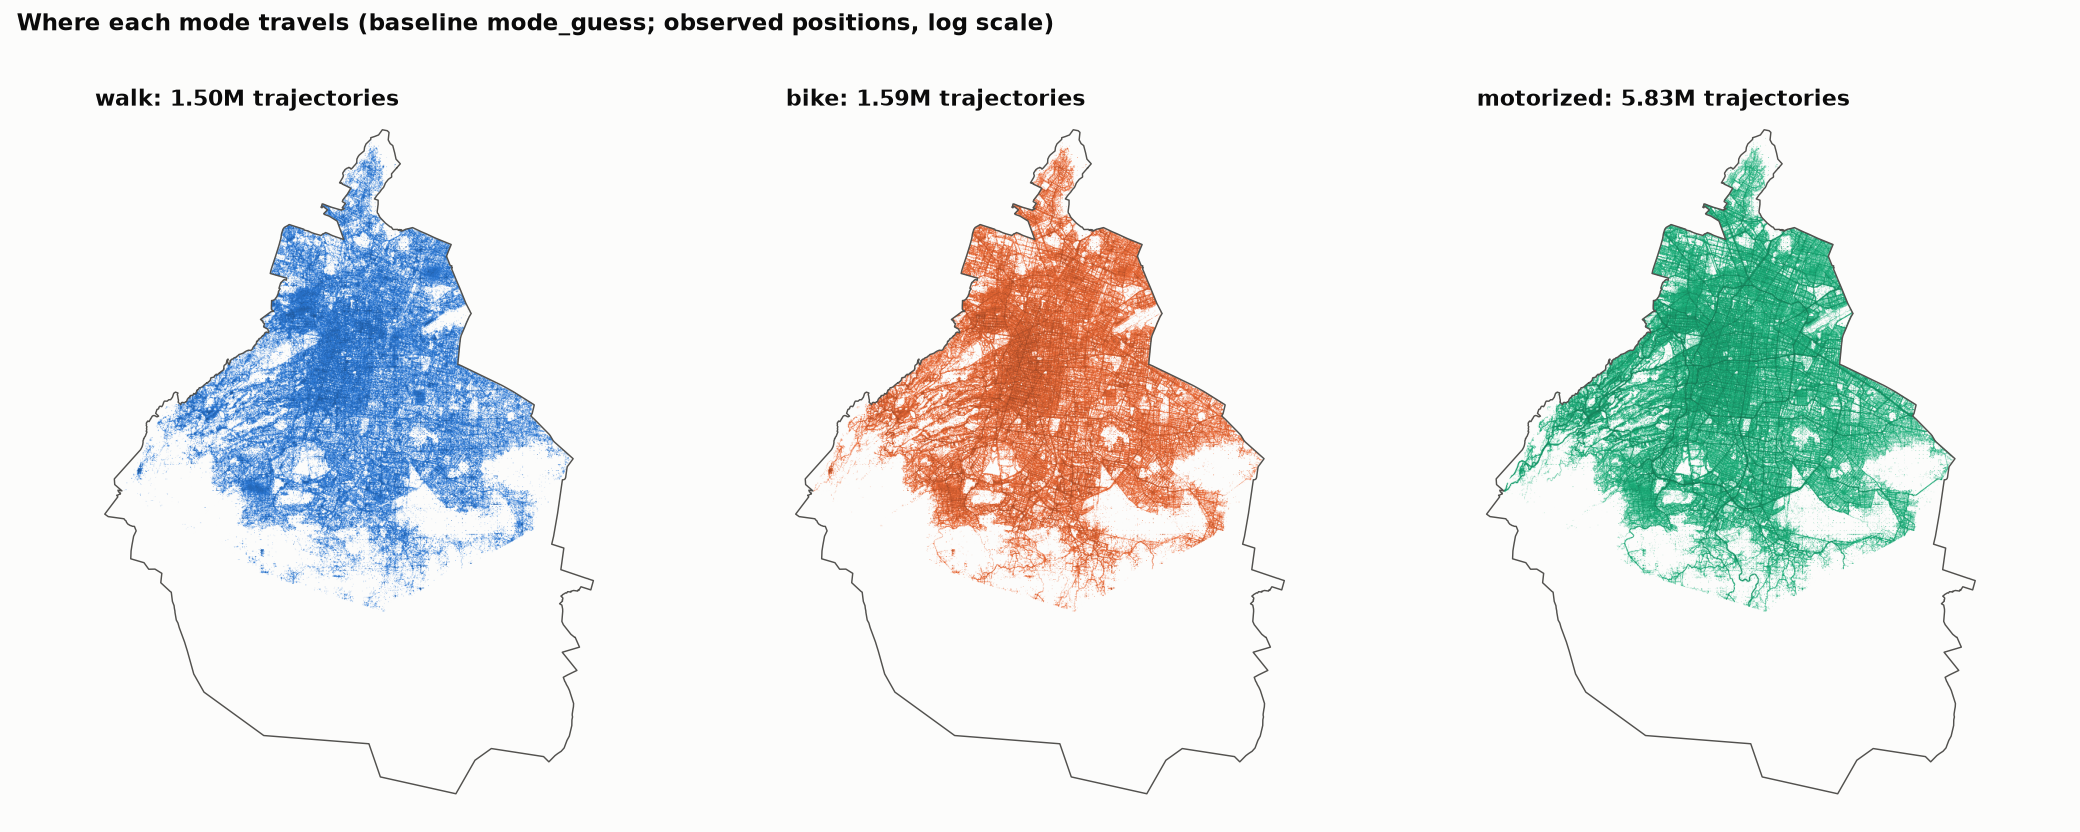 Where each mode travels (baseline mode_guess; observed positions, log scale)
walk: 1.50M trajectories
bike: 1.59M trajectories
motorized: 5.83M trajectories